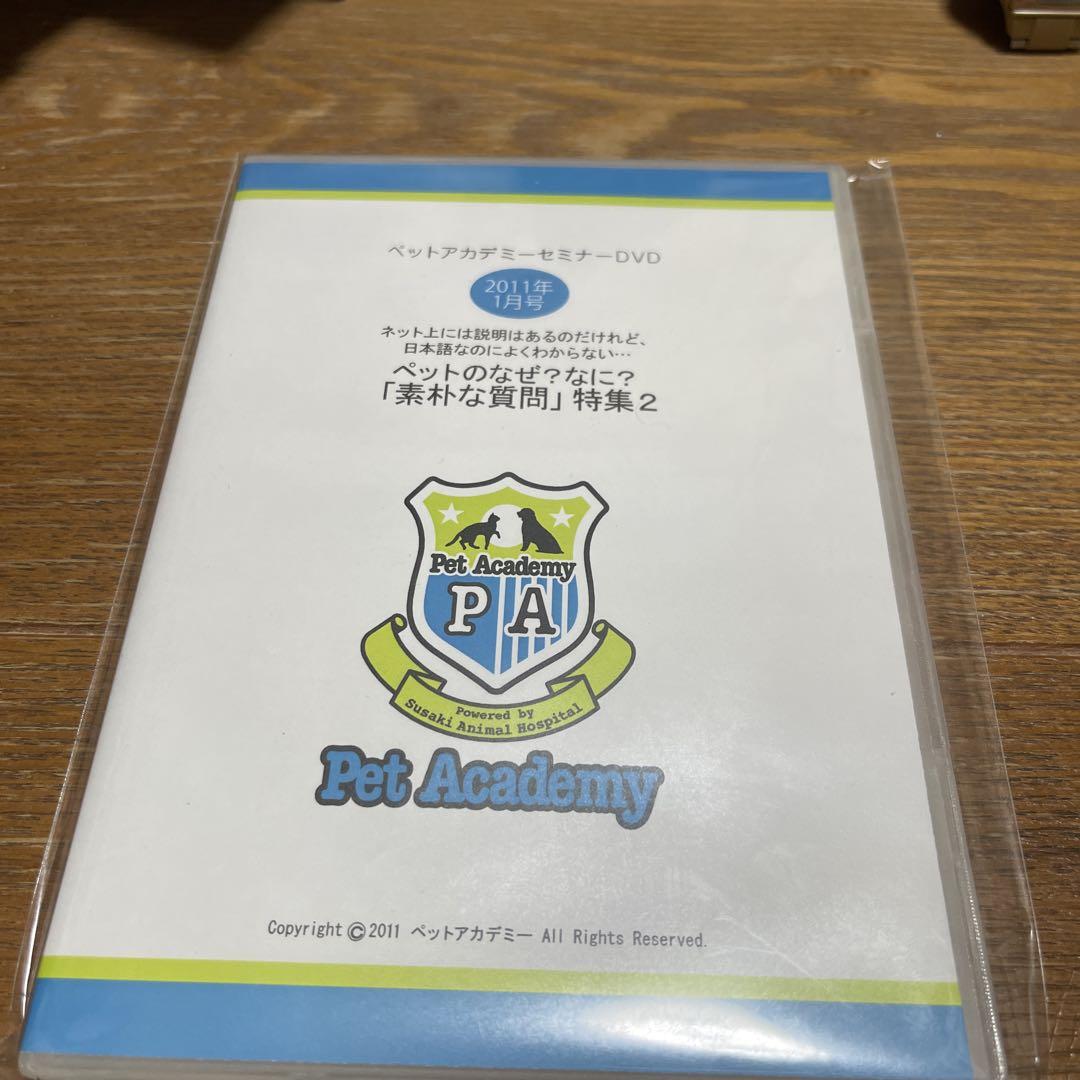 ペットアカデミーセミナーDVD
2011年
1月号
ネット上には説明はあるのだけれど、
日本語なのによくわからない…
ペットのなぜ？なに？
「素朴な質問」特集２
Pet Academy
P A
Powered by
Susaki Animal Hospital
Pet Academy
Copyright ©2011 ペットアカデミー All Rights Reserved.